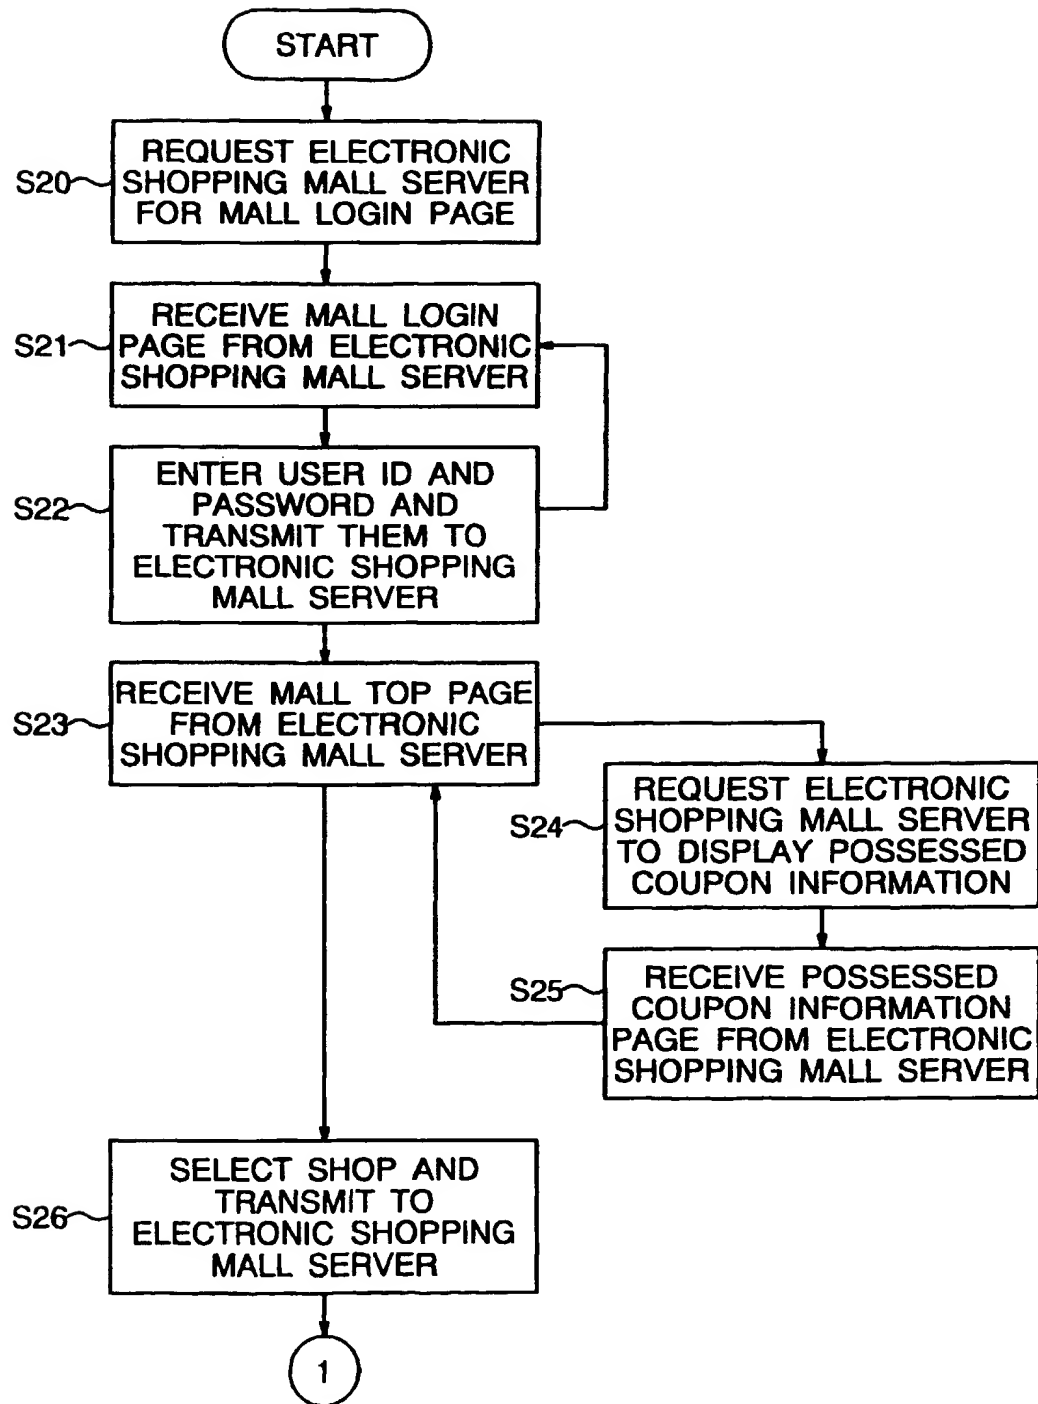 START
S20
REQUEST ELECTRONIC
SHOPPING MALL SERVER
FOR MALL LOGIN PAGE
S21
RECEIVE MALL LOGIN
PAGE FROM ELECTRONIC
SHOPPING MALL SERVER
S22
ENTER USER ID AND
PASSWORD AND
TRANSMIT THEM TO
ELECTRONIC SHOPPING
MALL SERVER
S23
RECEIVE MALL TOP PAGE
FROM ELECTRONIC
SHOPPING MALL SERVER
S24
REQUEST ELECTRONIC
SHOPPING MALL SERVER
TO DISPLAY POSSESSED
COUPON INFORMATION
S25
RECEIVE POSSESSED
COUPON INFORMATION
PAGE FROM ELECTRONIC
SHOPPING MALL SERVER
S26
SELECT SHOP AND
TRANSMIT TO
ELECTRONIC SHOPPING
MALL SERVER
1